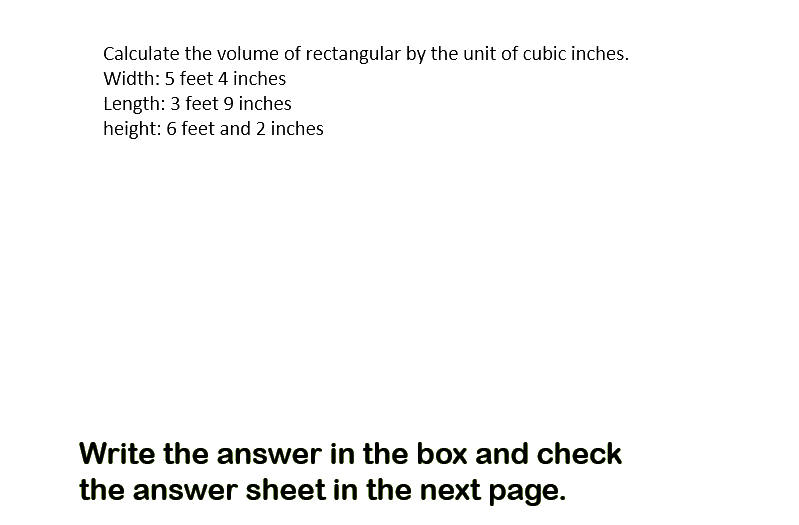 Calculate the volume of rectangular by the unit of cubic inches.
Width: 5 feet 4 inches
Length: 3 feet 9 inches
height: 6 feet and 2 inches
Write the answer in the box and check
the answer sheet in the next page.